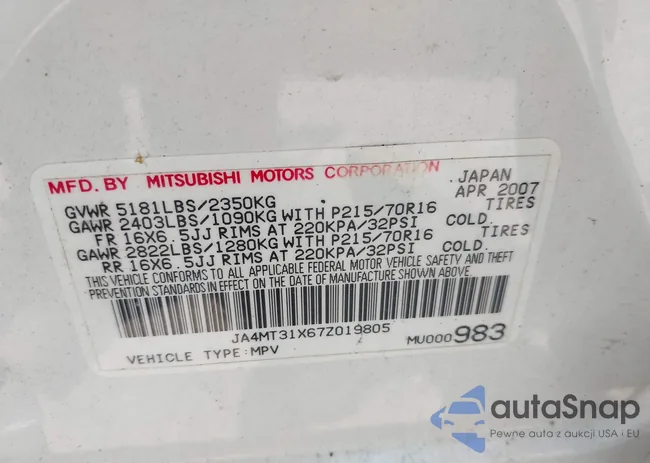 MFD. BY MITSUBISHI MOTORS CORPORATION JAPAN
GVWR 5181LBS/2350KG APR 2007
GAWR 2403LBS/1090KG WITH P215/70R16 TIRES
FR 16X6.5JJ RIMS AT 220KPA/32PSI COLD.
GAWR 2822LBS/1280KG WITH P215/70R16 TIRES
RR 16X6.5JJ RIMS AT 220KPA/32PSI COLD.
THIS VEHICLE CONFORMS TO ALL APPLICABLE FEDERAL MOTOR VEHICLE SAFETY AND THEFT
PREVENTION STANDARDS IN EFFECT ON THE DATE OF MANUFACTURE SHOWN ABOVE.
JA4MT31X67Z019805 MU000983
VEHICLE TYPE:MPV
autaSnap
Pewne auta z aukcji USA i EU